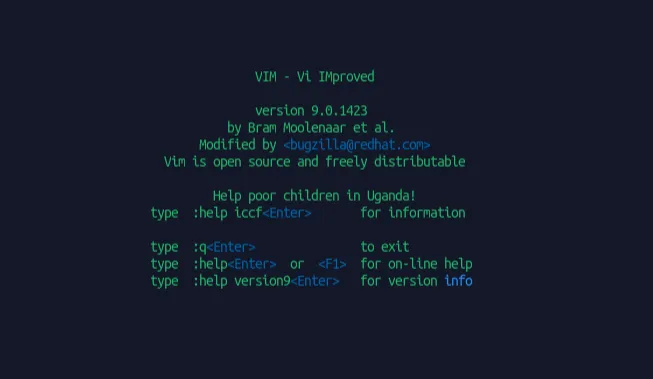 VIM - Vi IMproved
version 9.0.1423
by Bram Moolenaar et al.
Modified by <bugzilla@redhat.com>
Vim is open source and freely distributable
Help poor children in Uganda!
type :help iccf<Enter> for information
type :q<Enter> to exit
type :help<Enter> or <F1> for on-line help
type :help version9<Enter> for version info